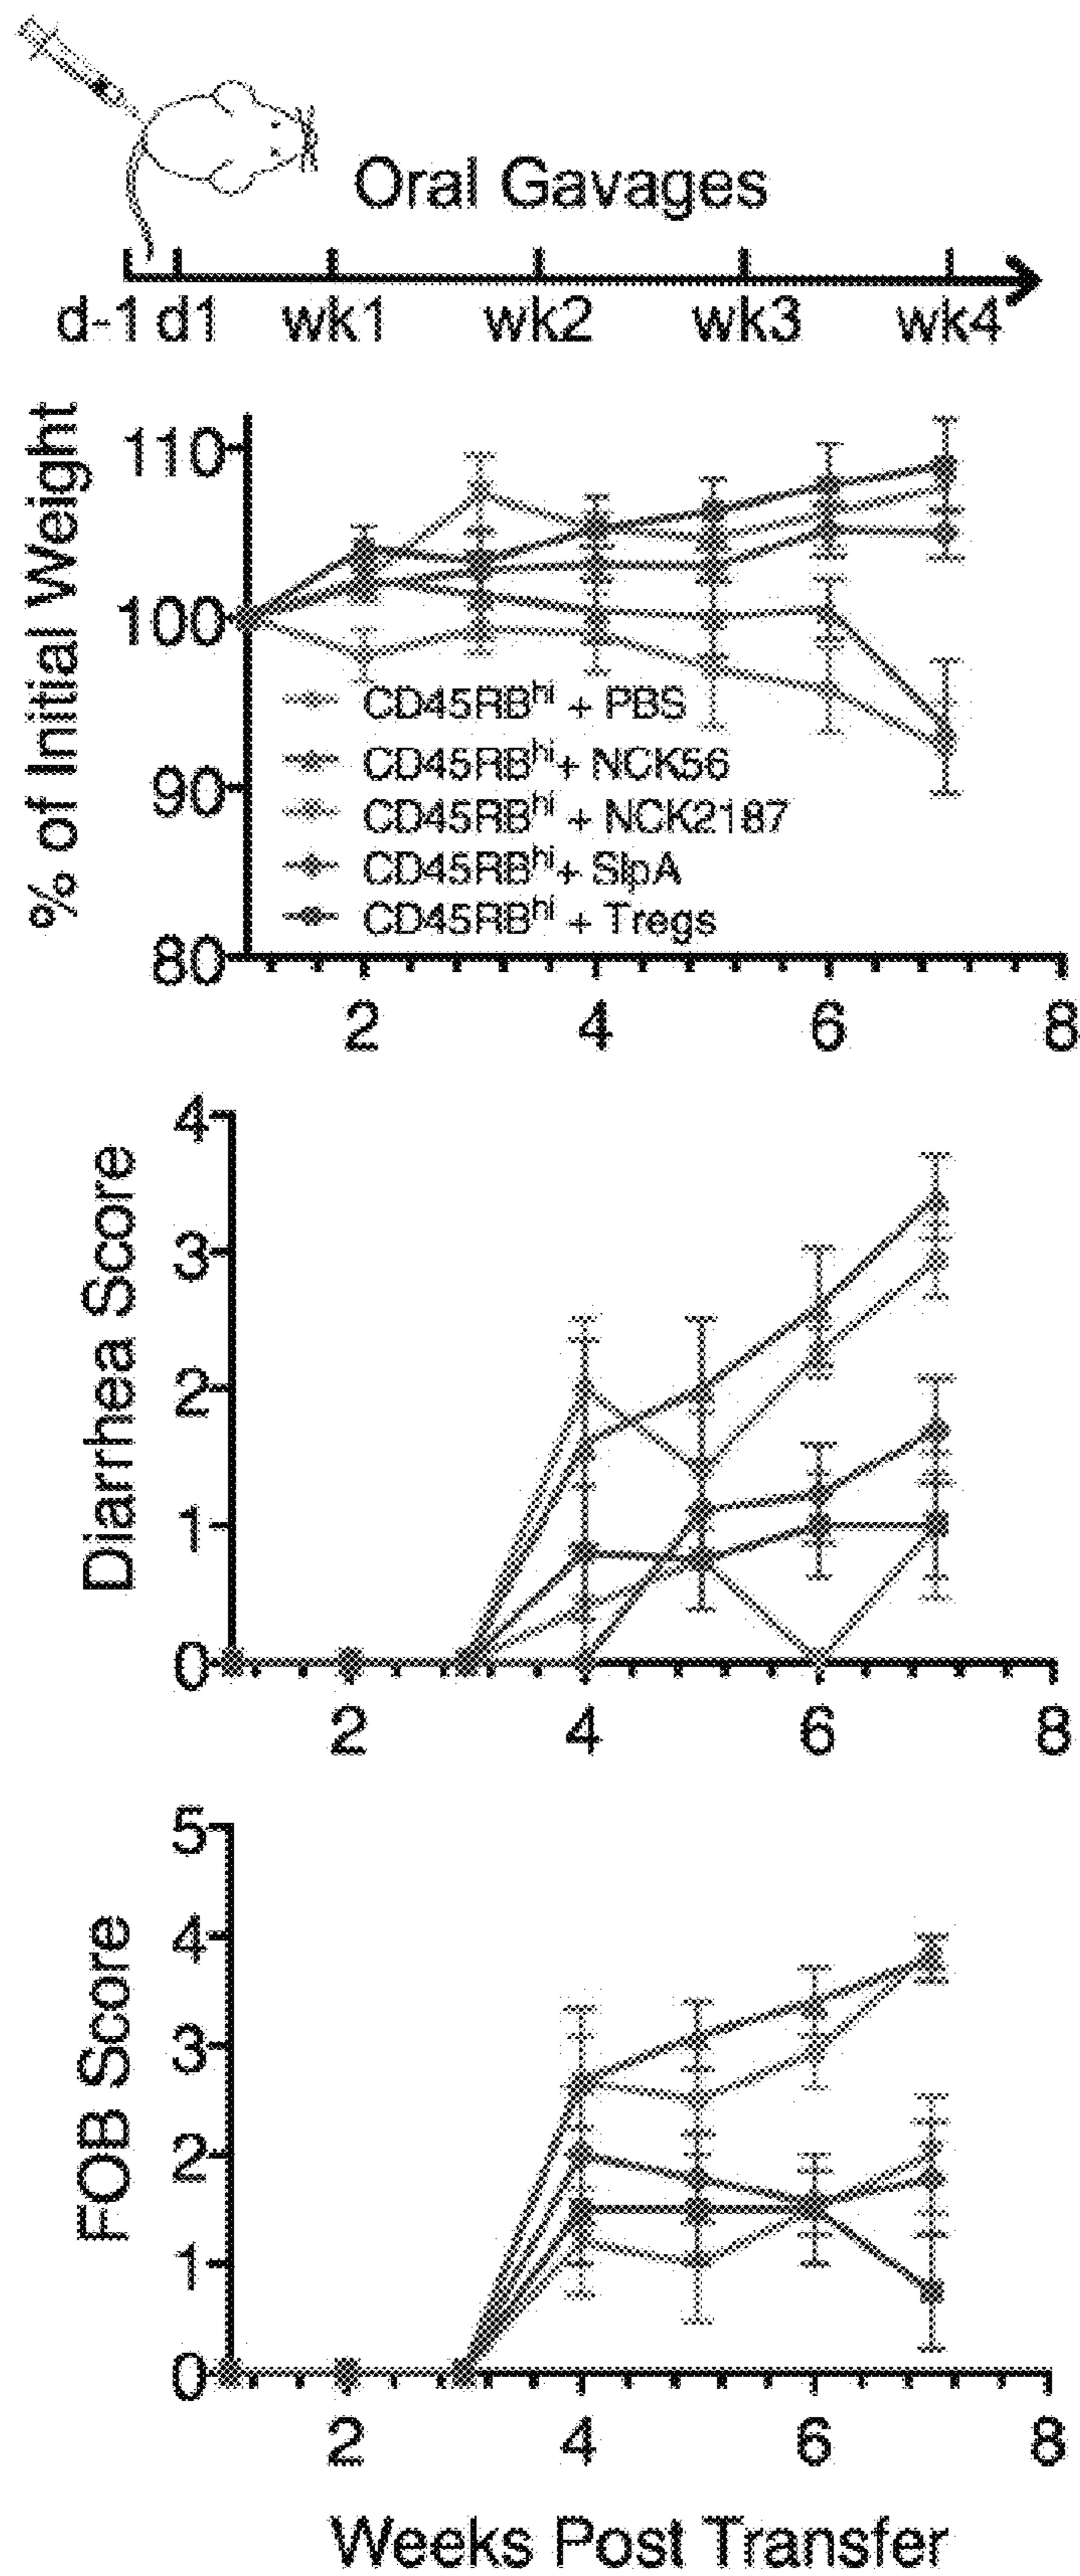 Oral Gavages
d-1 d1 wk1 wk2 wk3 wk4
% of Initial Weight
110
100
90
80
CD45RBhi + PBS
CD45RBhi + NCK56
CD45RBhi + NCK2187
CD45RBhi + SlpA
CD45RBhi + Tregs
2 4 6 8
Diarrhea Score
4
3
2
1
0
2 4 6 8
FOB Score
5
4
3
2
1
0
2 4 6 8
Weeks Post Transfer